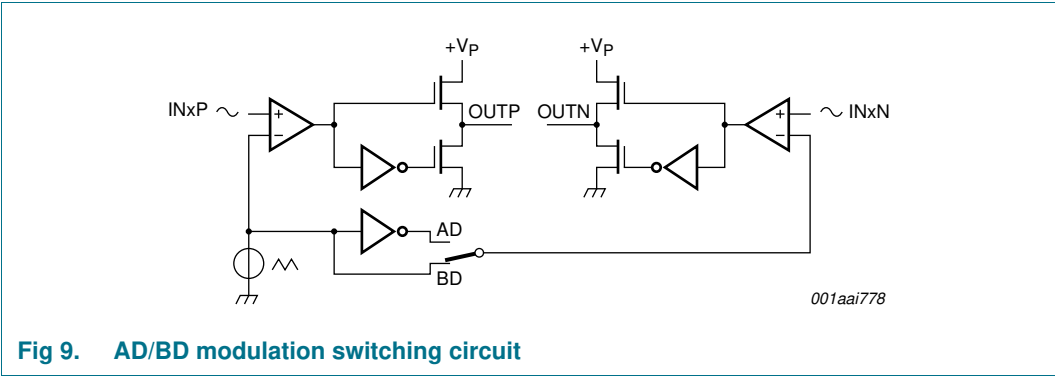 +VP +VP
INxP OUTP OUTN INxN
+ +
− −
AD
BD
001aai778
Fig 9. AD/BD modulation switching circuit